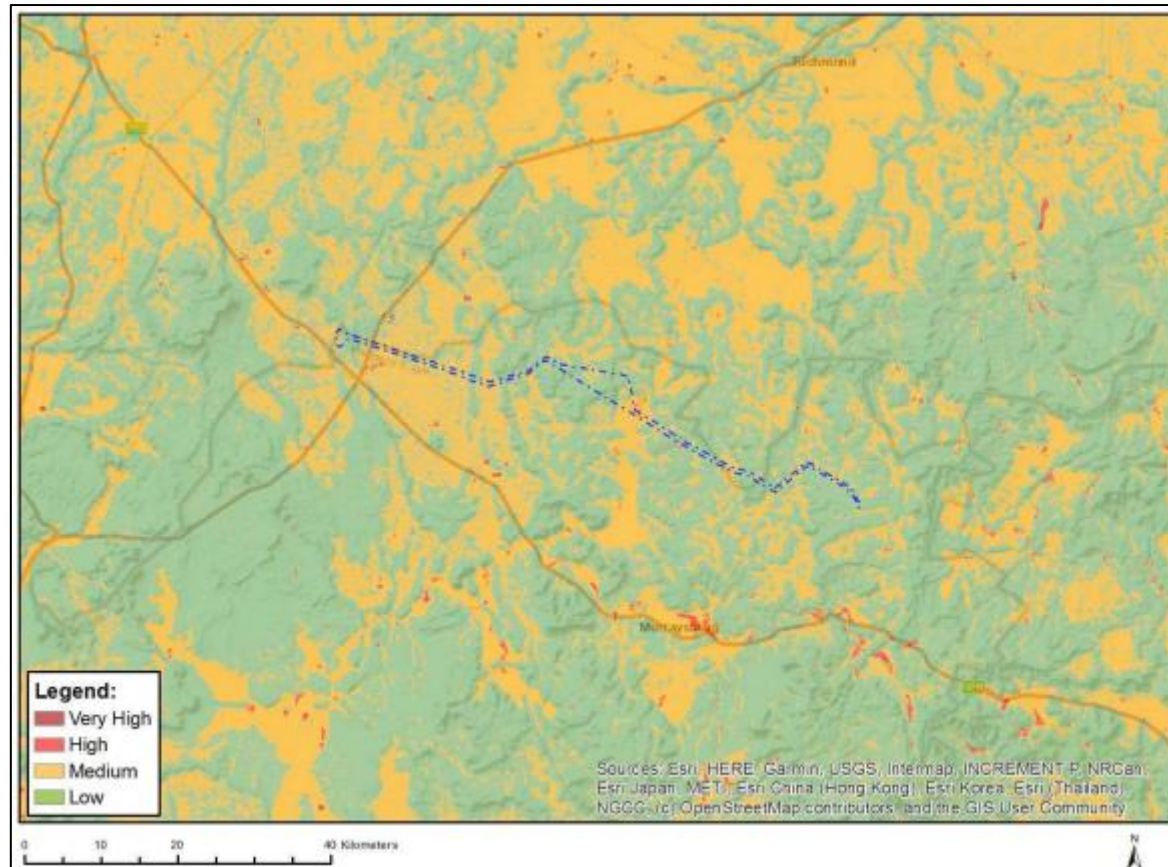 Richmond
Murraysburg
Legend:
Very High
High
Medium
Low
Sources: Esri, HERE, Garmin, USGS, Intermap, INCREMENT P, NRCan,
Esri Japan, METI, Esri China (Hong Kong), Esri Korea, Esri (Thailand),
NGCC, (c) OpenStreetMap contributors, and the GIS User Community
0 10 20 40 Kilometers
N